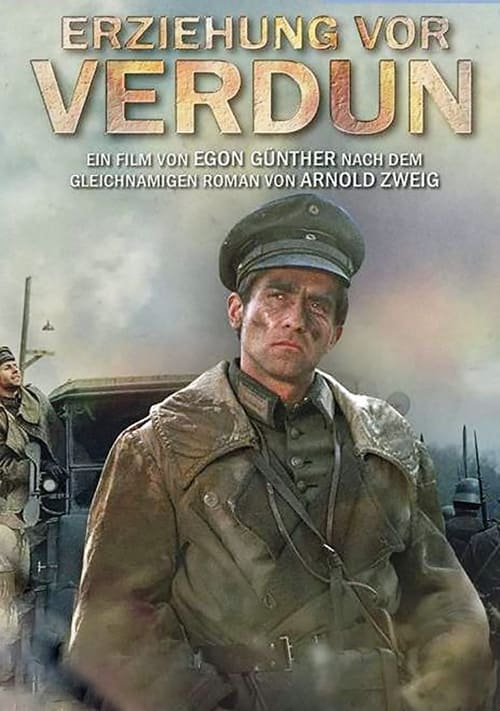 ERZIEHUNG VOR
VERDUN
EIN FILM VON EGON GÜNTHER NACH DEM
GLEICHNAMIGEN ROMAN VON ARNOLD ZWEIG